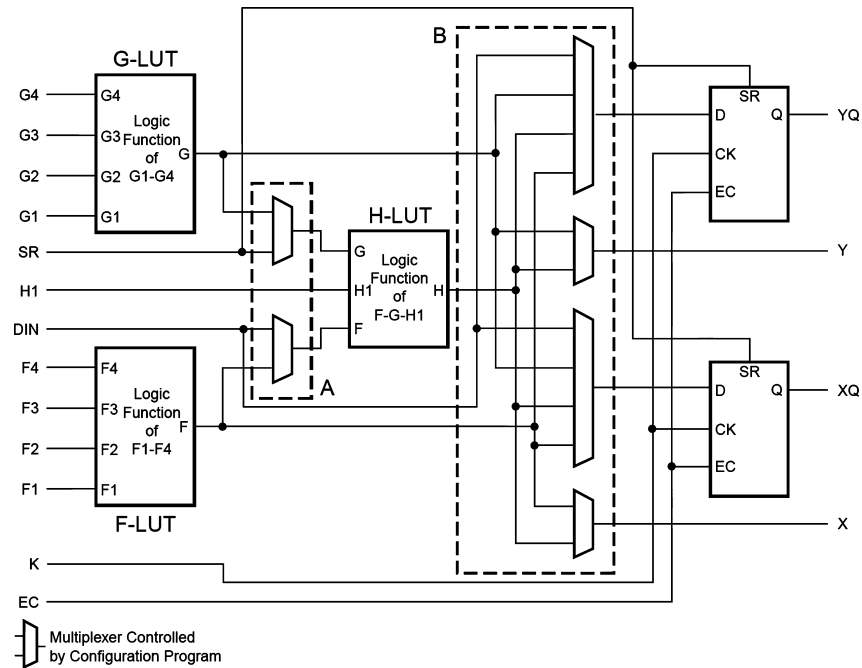 B
G-LUT
G4
G4
G3
G3
Logic
Function
of
G1-G4
G
G2
G2
G1
G1
SR
H1
DIN
H-LUT
G
Logic
Function
of
F-G-H1
H1
H
F
A
F4
F4
F3
F3
Logic
Function
of
F1-F4
F
F2
F2
F1
F1
F-LUT
SR
D
Q
YQ
CK
EC
Y
SR
D
Q
XQ
CK
EC
X
K
EC
Multiplexer Controlled
by Configuration Program